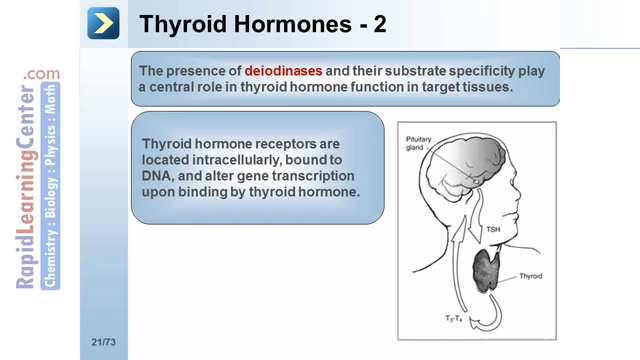 Thyroid Hormones - 2
The presence of deiodinases and their substrate specificity play
a central role in thyroid hormone function in target tissues.
Thyroid hormone receptors are
located intracellularly, bound to
DNA, and alter gene transcription
upon binding by thyroid hormone.
Pituitary
gland
TSH
Thyroid
T3-T4
RapidLearningCenter.com
Chemistry : Biology : Physics : Math
21/73